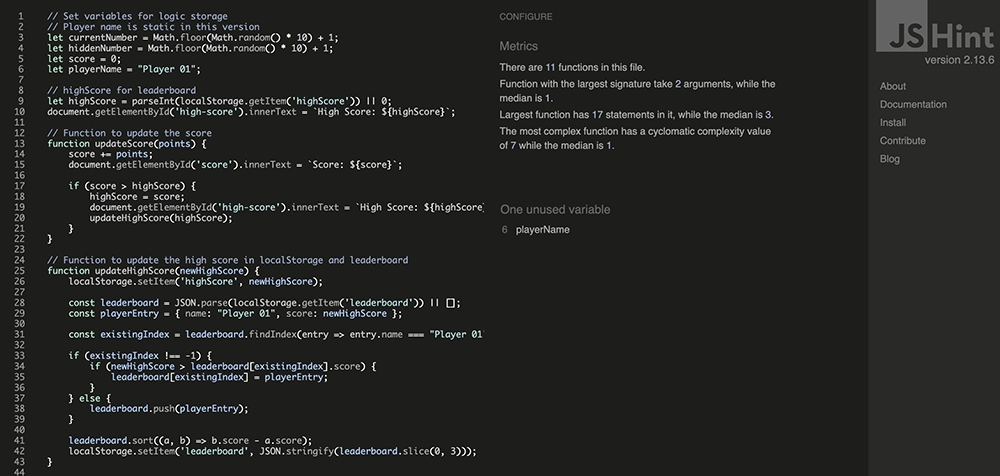 1 // Set variables for logic storage
2 // Player name is static in this version
3 let currentNumber = Math.floor(Math.random() * 10) + 1;
4 let hiddenNumber = Math.floor(Math.random() * 10) + 1;
5 let score = 0;
6 let playerName = "Player 01";
7
8 // highScore for leaderboard
9 let highScore = parseInt(localStorage.getItem('highScore')) || 0;
10 document.getElementById('high-score').innerText = `High Score: ${highScore}`;
11
12 // Function to update the score
13 function updateScore(points) {
14 score += points;
15 document.getElementById('score').innerText = `Score: ${score}`;
16
17 if (score > highScore) {
18 highScore = score;
19 document.getElementById('high-score').innerText = `High Score: ${highScore}
20 updateHighScore(highScore);
21 }
22 }
23
24 // Function to update the high score in localStorage and leaderboard
25 function updateHighScore(newHighScore) {
26 localStorage.setItem('highScore', newHighScore);
27
28 const leaderboard = JSON.parse(localStorage.getItem('leaderboard')) || [];
29 const playerEntry = { name: "Player 01", score: newHighScore };
30
31 const existingIndex = leaderboard.findIndex(entry => entry.name === "Player 01'
32
33 if (existingIndex !== -1) {
34 if (newHighScore > leaderboard[existingIndex].score) {
35 leaderboard[existingIndex] = playerEntry;
36 }
37 } else {
38 leaderboard.push(playerEntry);
39 }
40
41 leaderboard.sort((a, b) => b.score - a.score);
42 localStorage.setItem('leaderboard', JSON.stringify(leaderboard.slice(0, 3)));
43 }
44
CONFIGURE
Metrics
There are 11 functions in this file.
Function with the largest signature take 2 arguments, while the
median is 1.
Largest function has 17 statements in it, while the median is 3.
The most complex function has a cyclomatic complexity value
of 7 while the median is 1.
One unused variable
6 playerName
JSHint
version 2.13.6
About
Documentation
Install
Contribute
Blog